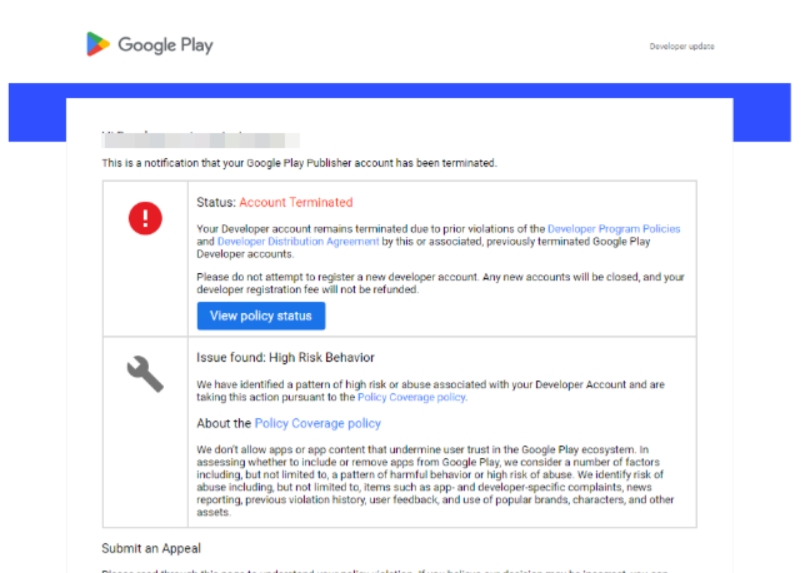 Google Play
Developer update
This is a notification that your Google Play Publisher account has been terminated.
Status: Account Terminated
Your Developer account remains terminated due to prior violations of the Developer Program Policies
and Developer Distribution Agreement by this or associated, previously terminated Google Play
Developer accounts.
Please do not attempt to register a new developer account. Any new accounts will be closed, and your
developer registration fee will not be refunded.
View policy status
Issue found: High Risk Behavior
We have identified a pattern of high risk or abuse associated with your Developer Account and are
taking this action pursuant to the Policy Coverage policy.
About the Policy Coverage policy
We don't allow apps or app content that undermine user trust in the Google Play ecosystem. In
assessing whether to include or remove apps from Google Play, we consider a number of factors
including, but not limited to, a pattern of harmful behavior or high risk of abuse. We identify risk of
abuse including, but not limited to, items such as app- and developer-specific complaints, news
reporting, previous violation history, user feedback, and use of popular brands, characters, and other
assets.
Submit an Appeal